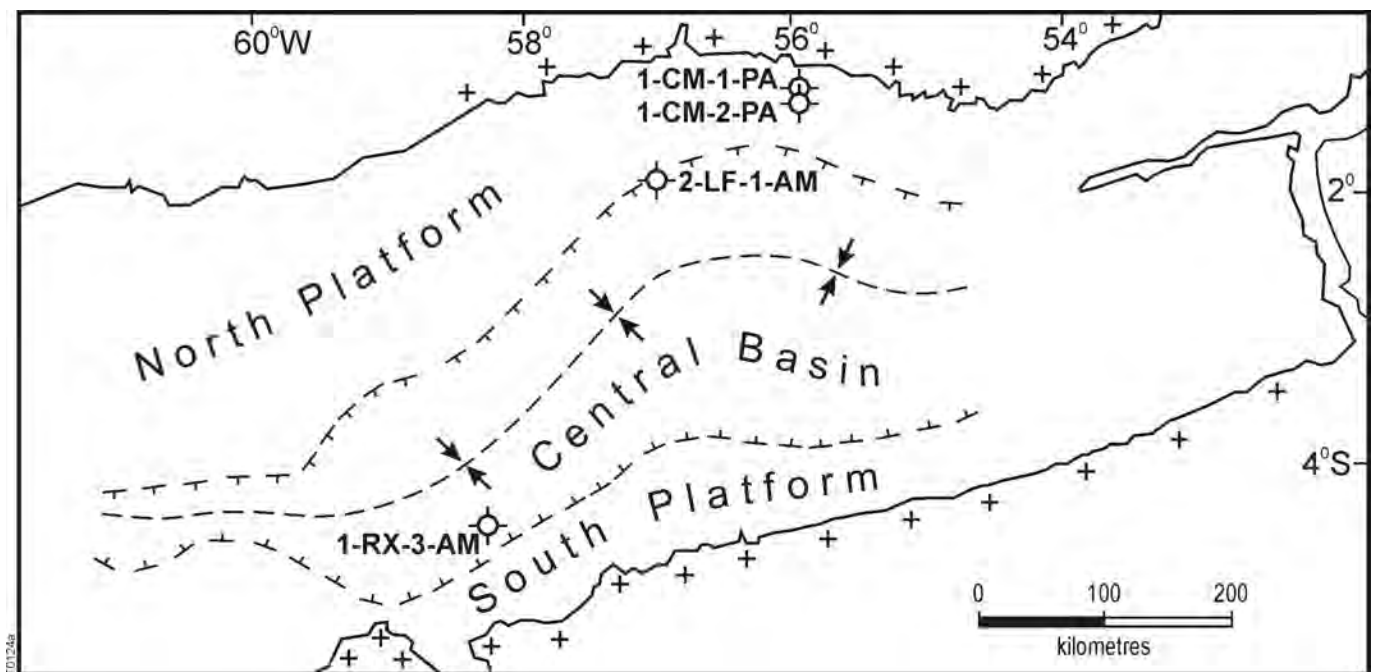 60°W
58°
56°
54°
1-CM-1-PA
1-CM-2-PA
2-LF-1-AM
2°
North Platform
Central Basin
4°S
1-RX-3-AM
South Platform
0 100 200
kilometres
T0124a